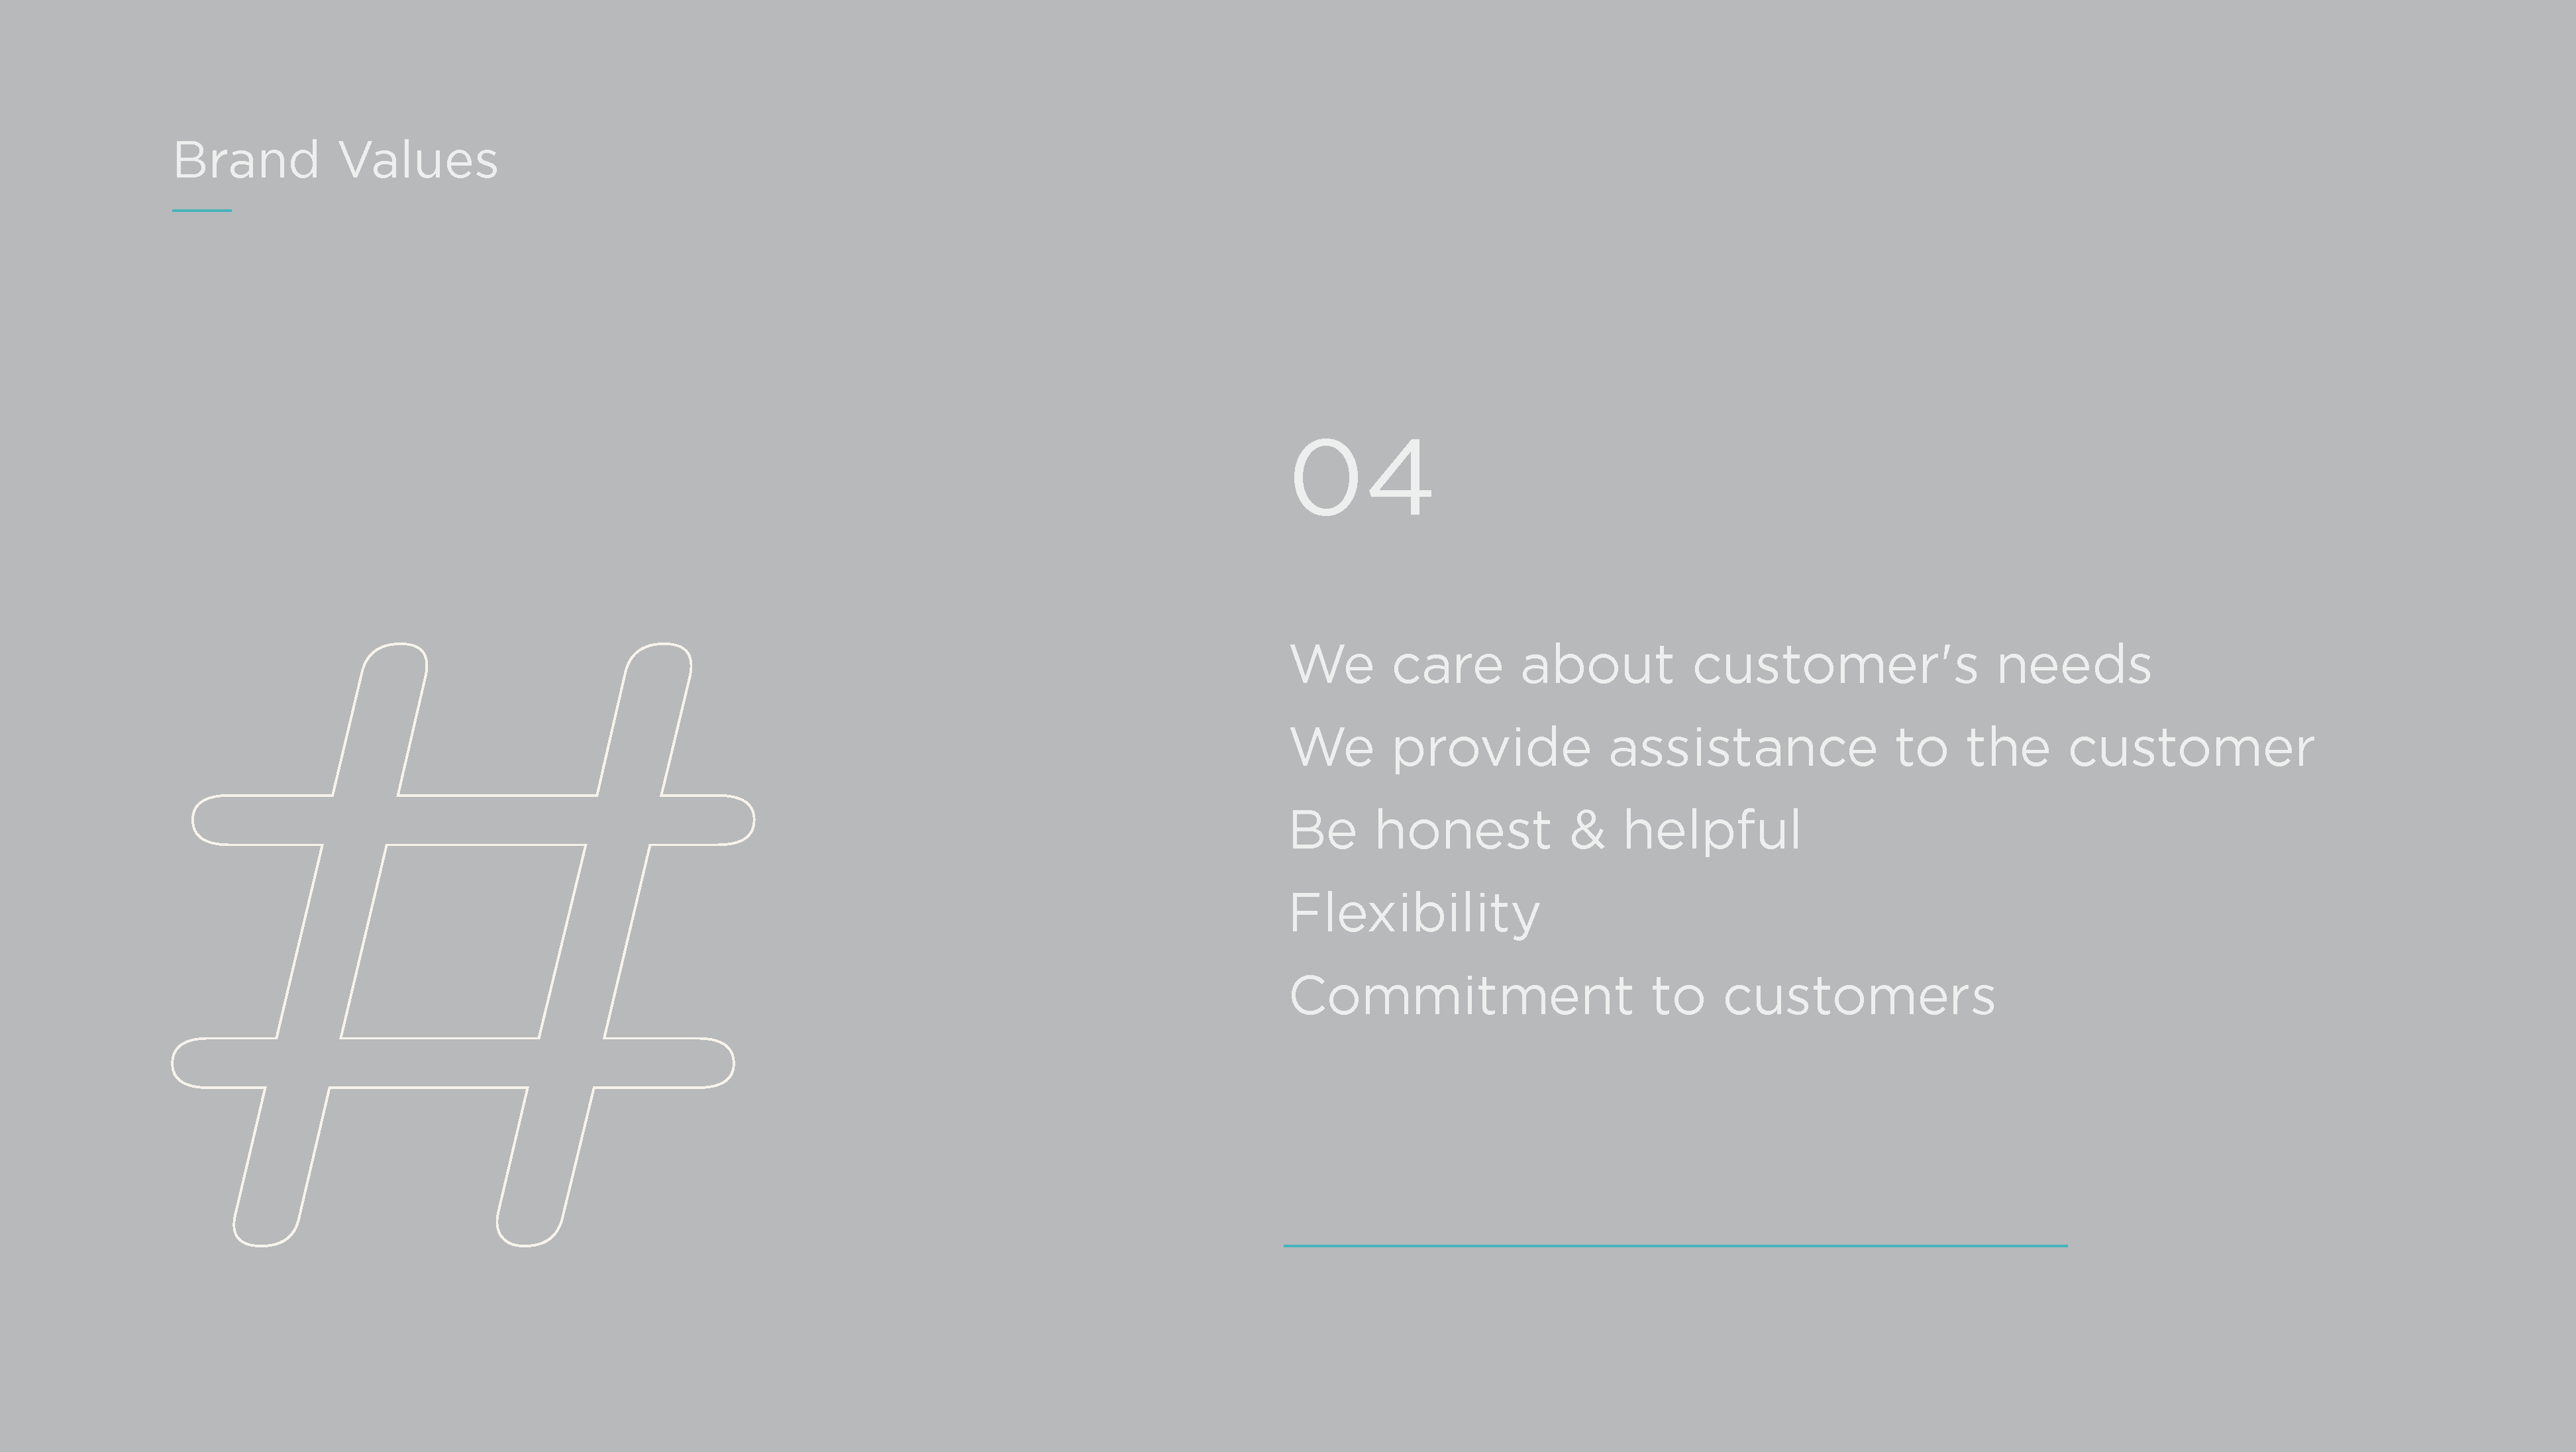 Brand Values
#
04
We care about customer's needs
We provide assistance to the customer
Be honest & helpful
Flexibility
Commitment to customers